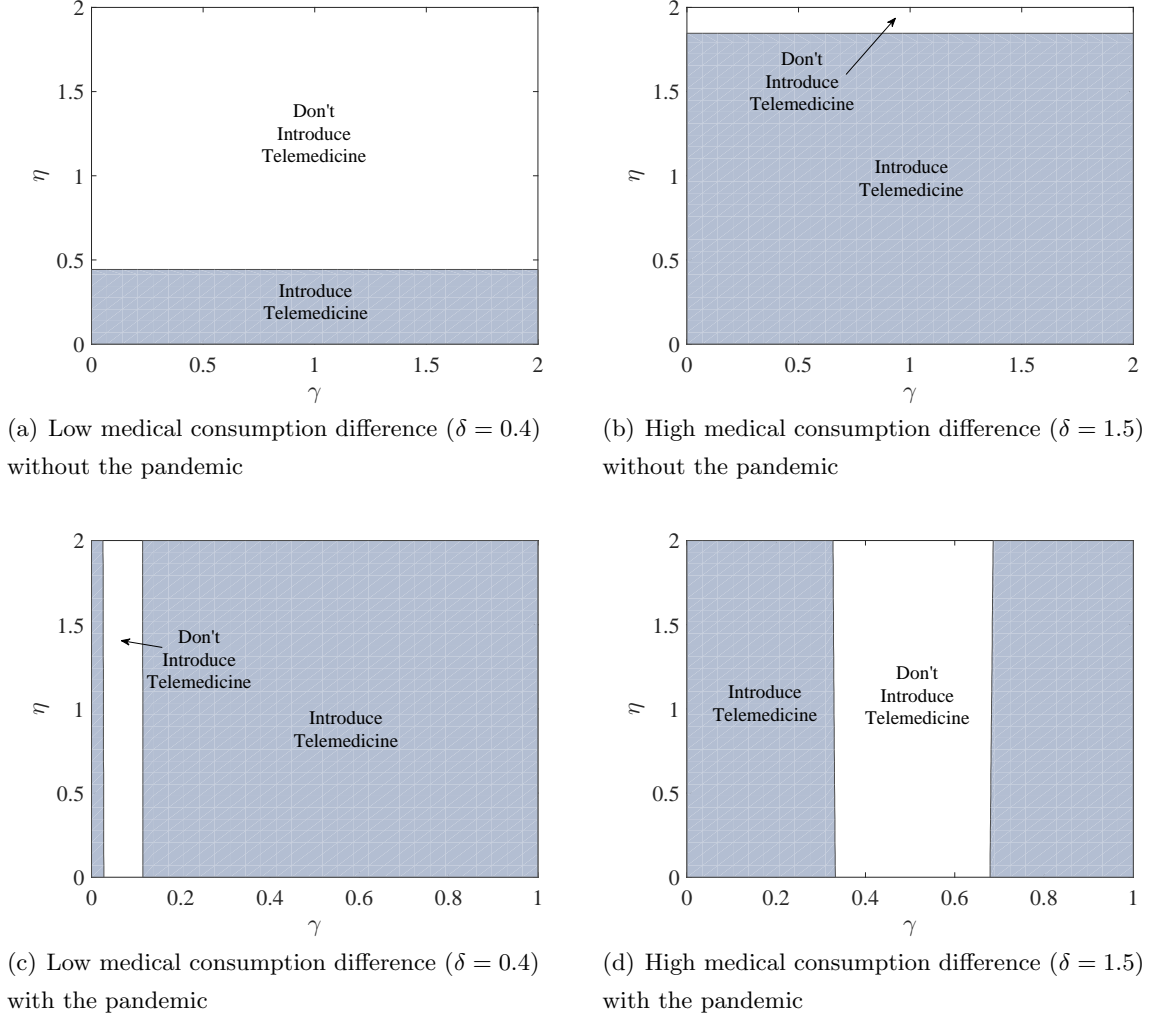 2
1.5
1
0.5
0
η
Don't
Introduce
Telemedicine
Introduce
Telemedicine
0
0.5
1
1.5
2
γ
(a) Low medical consumption difference (δ = 0.4)
without the pandemic
2
1.5
1
0.5
0
η
Don't
Introduce
Telemedicine
Introduce
Telemedicine
0
0.5
1
1.5
2
γ
(b) High medical consumption difference (δ = 1.5)
without the pandemic
2
1.5
1
0.5
0
η
Don't
Introduce
Telemedicine
Introduce
Telemedicine
0
0.2
0.4
0.6
0.8
1
γ
(c) Low medical consumption difference (δ = 0.4)
with the pandemic
2
1.5
1
0.5
0
η
Introduce
Telemedicine
Don't
Introduce
Telemedicine
0
0.2
0.4
0.6
0.8
1
γ
(d) High medical consumption difference (δ = 1.5)
with the pandemic